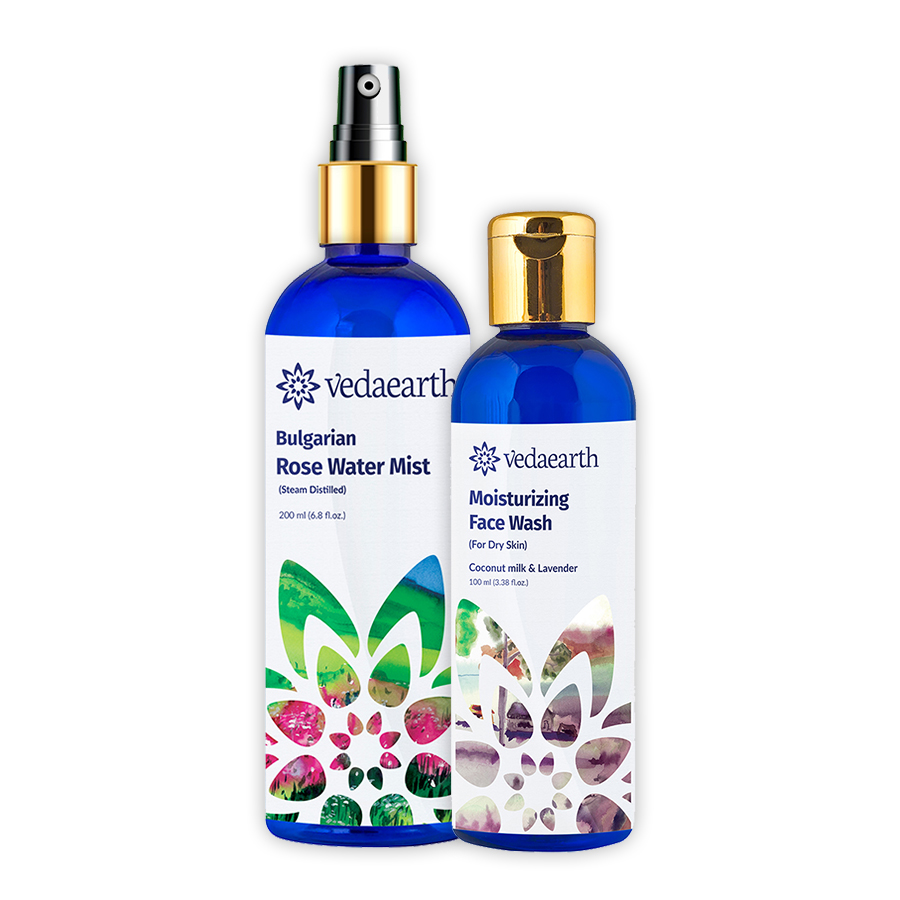 vedaearth
Bulgarian
Rose Water Mist
(Steam Distilled)
200 ml (6.8 fl.oz.)
vedaearth
Moisturizing
Face Wash
(For Dry Skin)
Coconut milk & Lavender
100 ml (3.38 fl.oz.)